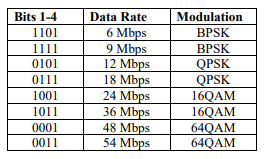 Bits 1-4 Data Rate Modulation
1101 6 Mbps BPSK
1111 9 Mbps BPSK
0101 12 Mbps QPSK
0111 18 Mbps QPSK
1001 24 Mbps 16QAM
1011 36 Mbps 16QAM
0001 48 Mbps 64QAM
0011 54 Mbps 64QAM